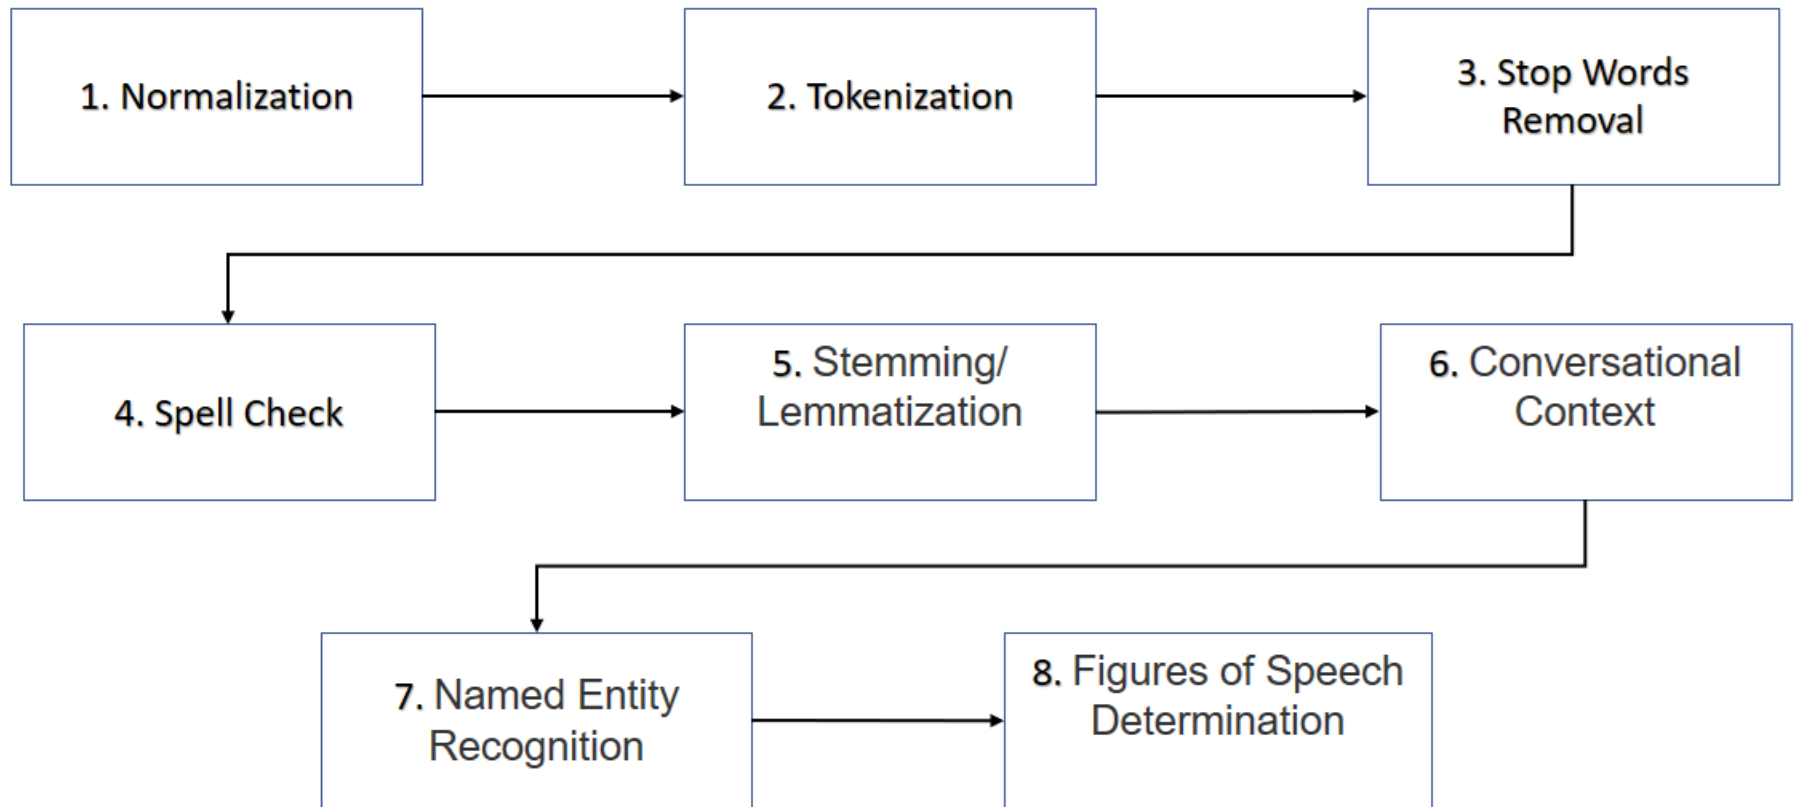 1. Normalization
2. Tokenization
3. Stop Words
Removal
4. Spell Check
5. Stemming/
Lemmatization
6. Conversational
Context
7. Named Entity
Recognition
8. Figures of Speech
Determination